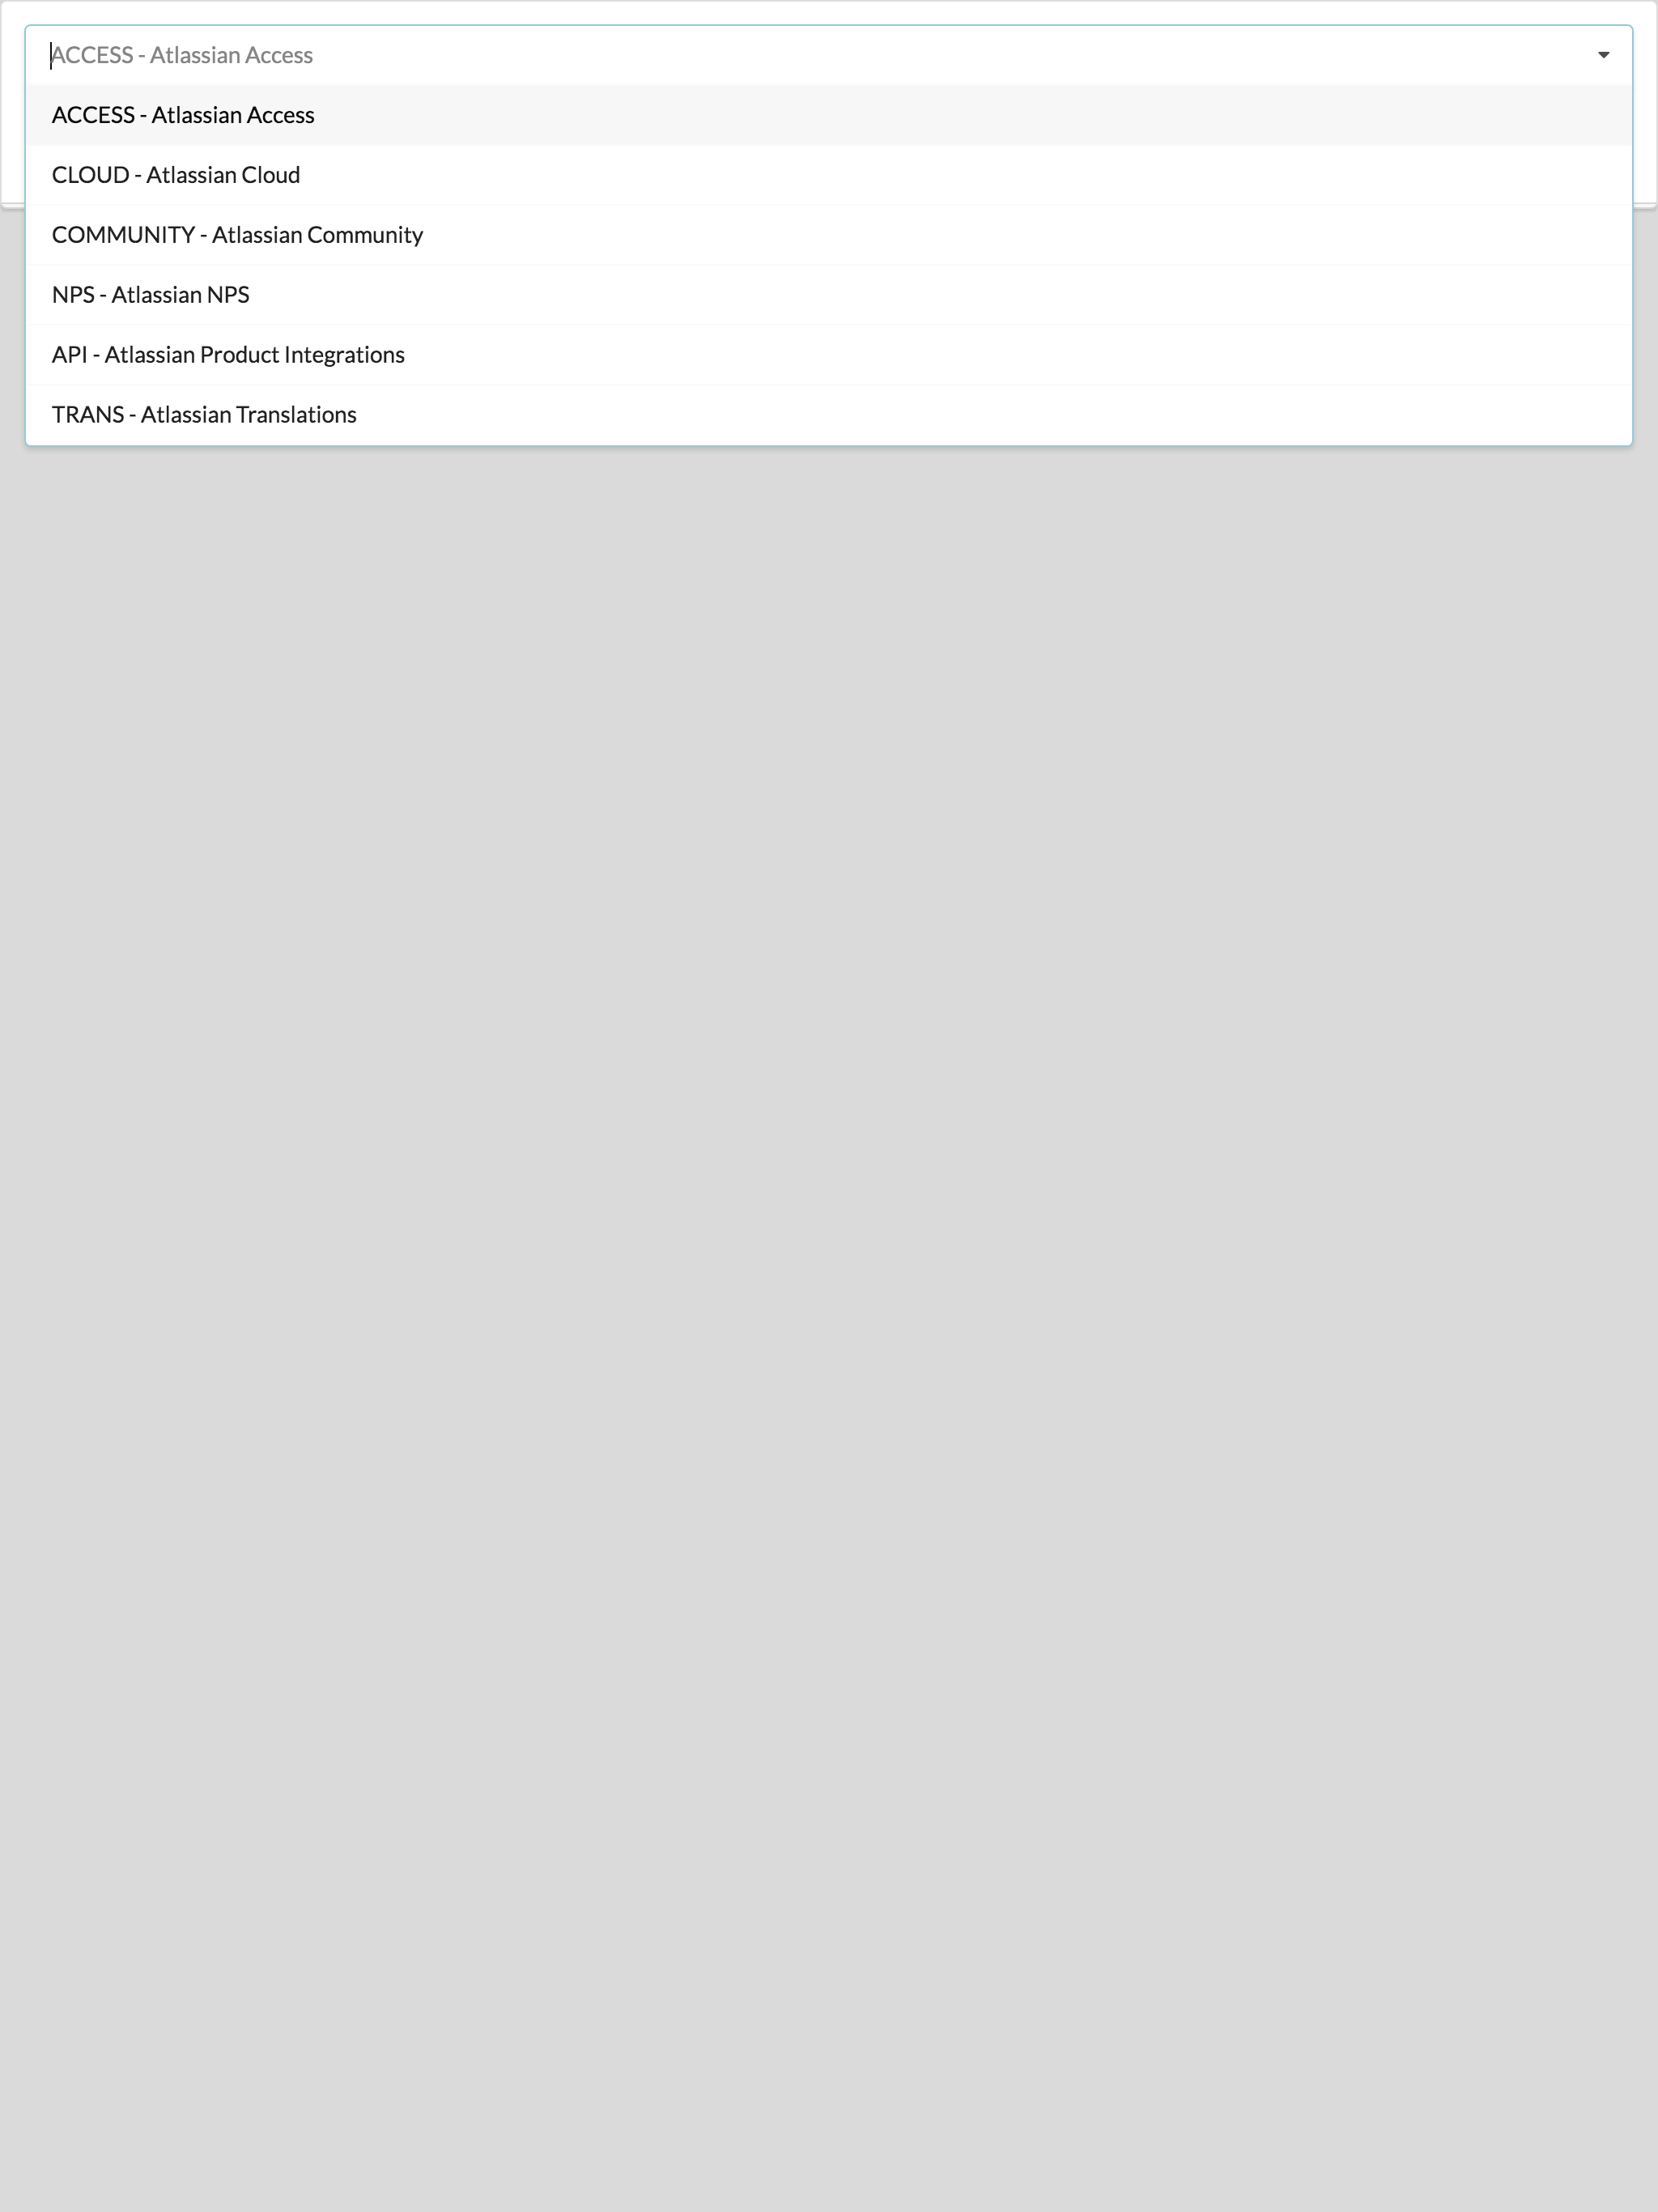 ACCESS - Atlassian Access
ACCESS - Atlassian Access
CLOUD - Atlassian Cloud
COMMUNITY - Atlassian Community
NPS - Atlassian NPS
API - Atlassian Product Integrations
TRANS - Atlassian Translations